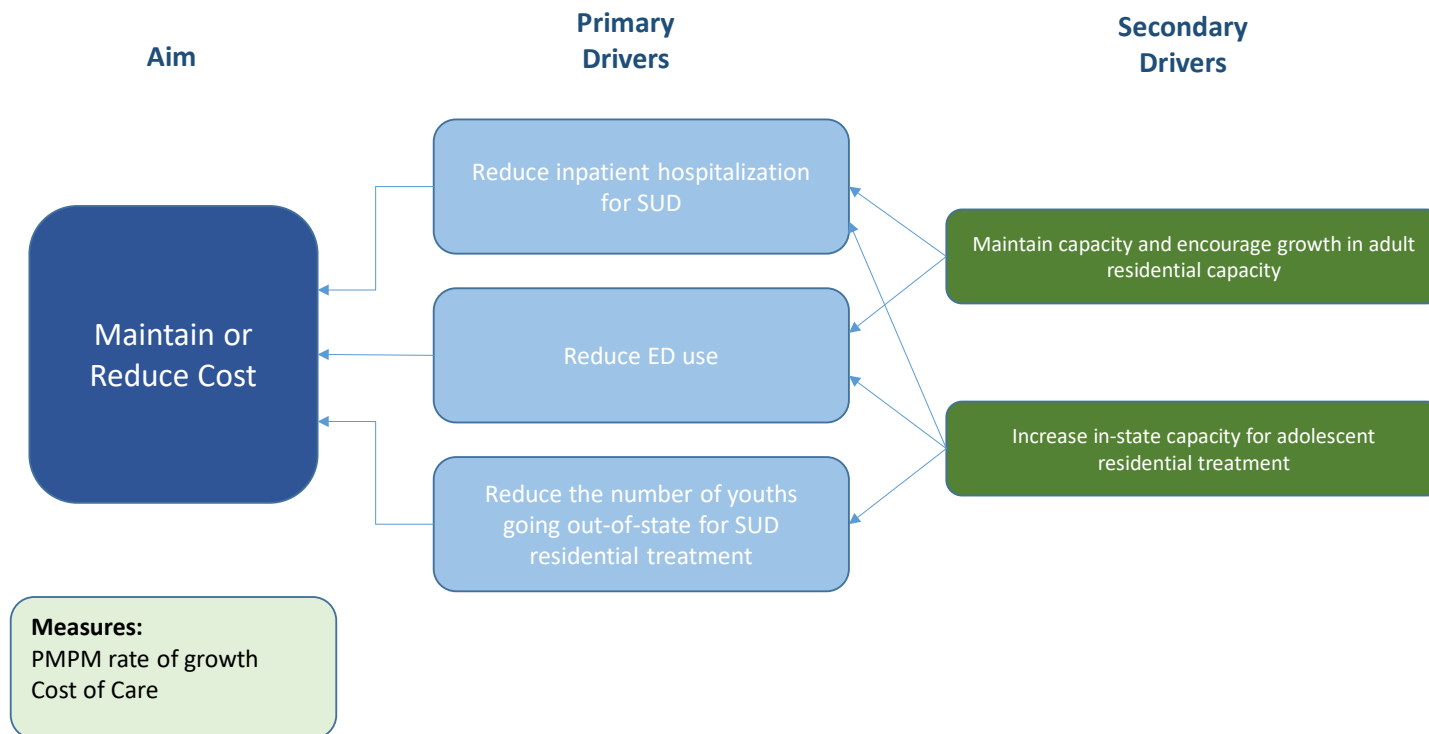 Aim
Primary
Drivers
Secondary
Drivers
Maintain or
Reduce Cost
Reduce inpatient hospitalization
for SUD
Reduce ED use
Reduce the number of youths
going out-of-state for SUD
residential treatment
Maintain capacity and encourage growth in adult
residential capacity
Increase in-state capacity for adolescent
residential treatment
Measures:
PMPM rate of growth
Cost of Care